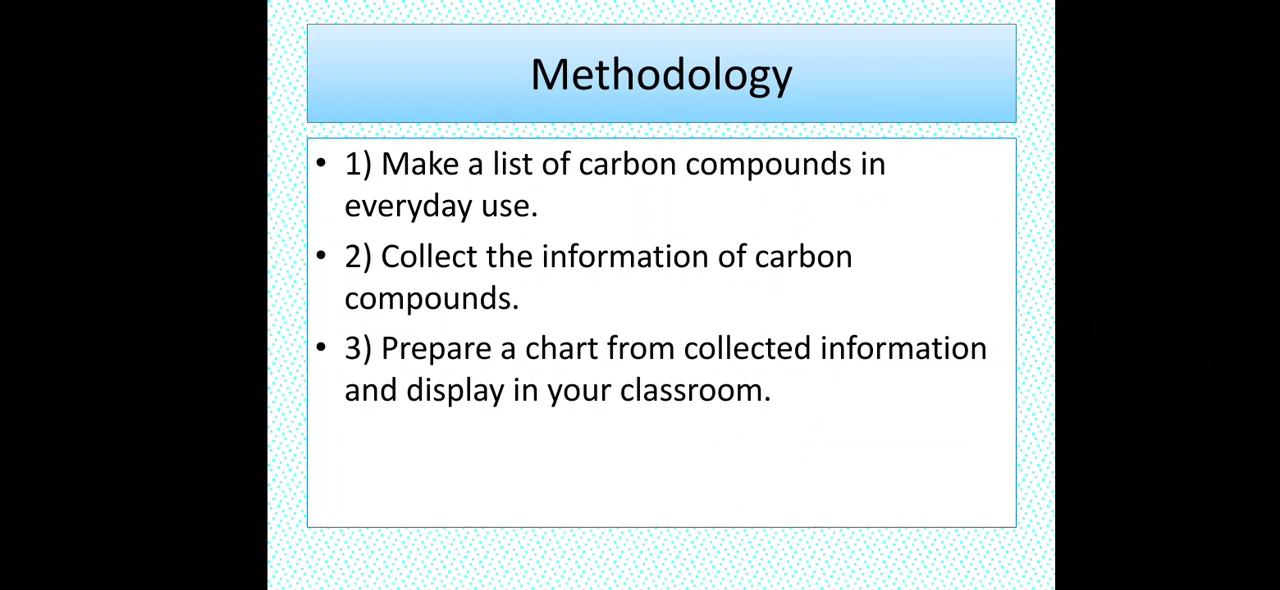 Methodology
• 1) Make a list of carbon compounds in
everyday use.
• 2) Collect the information of carbon
compounds.
• 3) Prepare a chart from collected information
and display in your classroom.